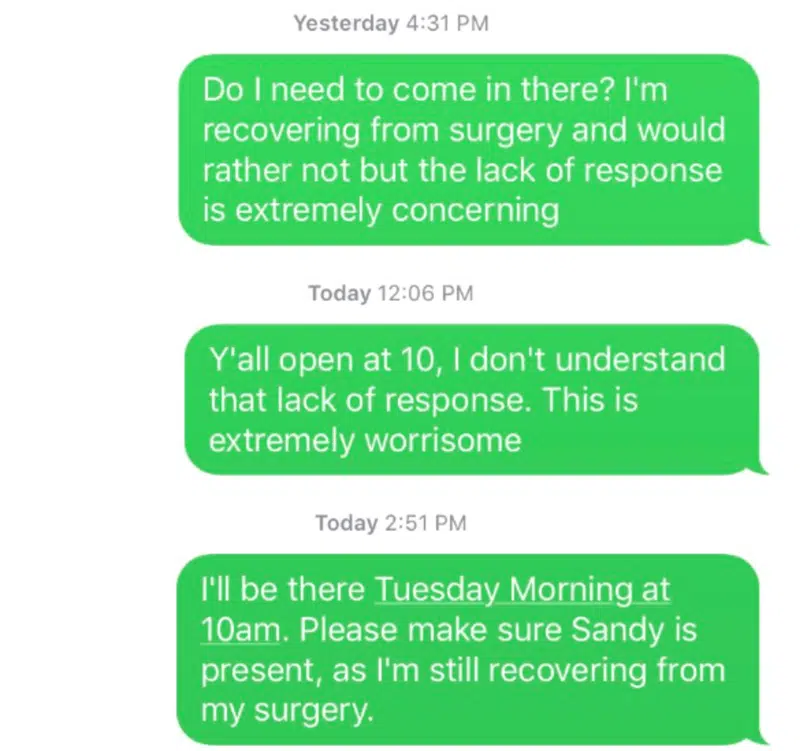 Yesterday 4:31 PM
Do I need to come in there? I'm
recovering from surgery and would
rather not but the lack of response
is extremely concerning
Today 12:06 PM
Y'all open at 10, I don't understand
that lack of response. This is
extremely worrisome
Today 2:51 PM
I'll be there Tuesday Morning at
10am. Please make sure Sandy is
present, as I'm still recovering from
my surgery.